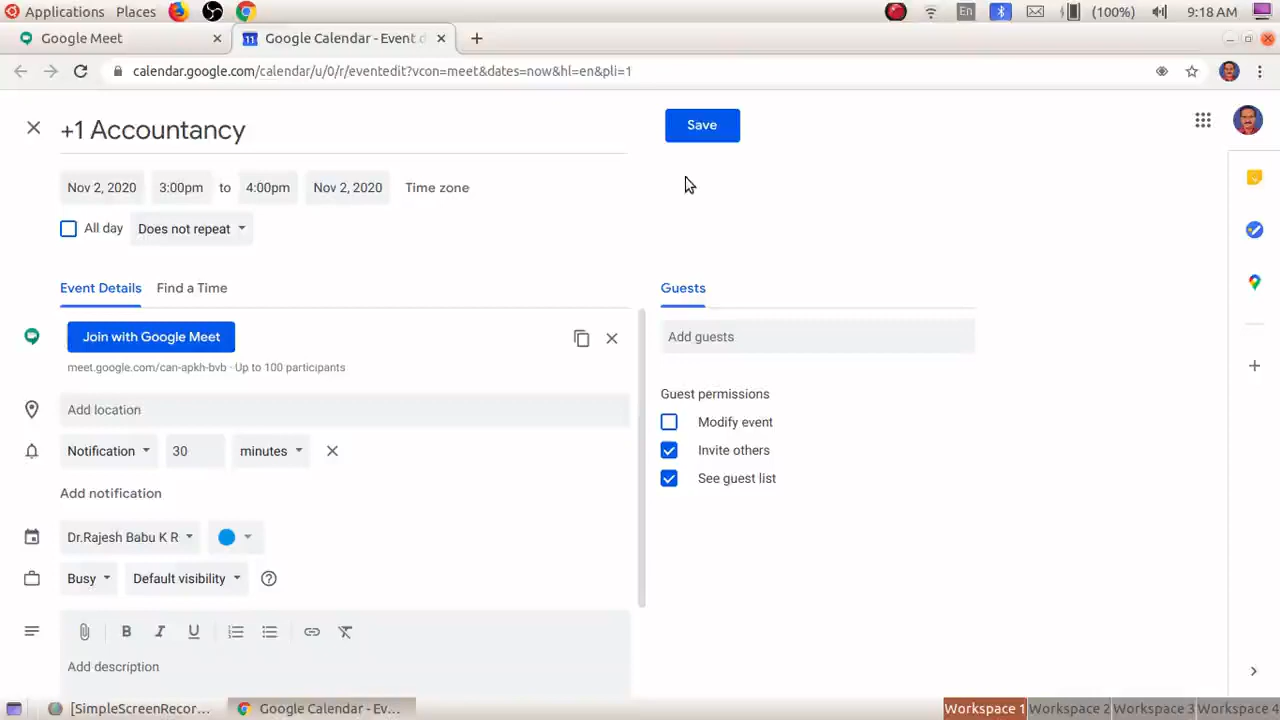 Applications Places En (100%) 9:18 AM
Google Meet Google Calendar - Event d
calendar.google.com/calendar/u/0/r/eventedit?vcon=meet&dates=now&hl=en&pli=1
+1 Accountancy Save
Nov 2, 2020 3:00pm to 4:00pm Nov 2, 2020 Time zone
All day Does not repeat
Event Details Find a Time Guests
Join with Google Meet Add guests
meet.google.com/can-apkh-bvb · Up to 100 participants
Guest permissions
Add location Modify event
Notification 30 minutes Invite others
See guest list
Add notification
Dr.Rajesh Babu K R
Busy Default visibility
B I U
Add description
[SimpleScreenRecor... Google Calendar - Ev... Workspace 1 Workspace 2 Workspace 3 Workspace 4